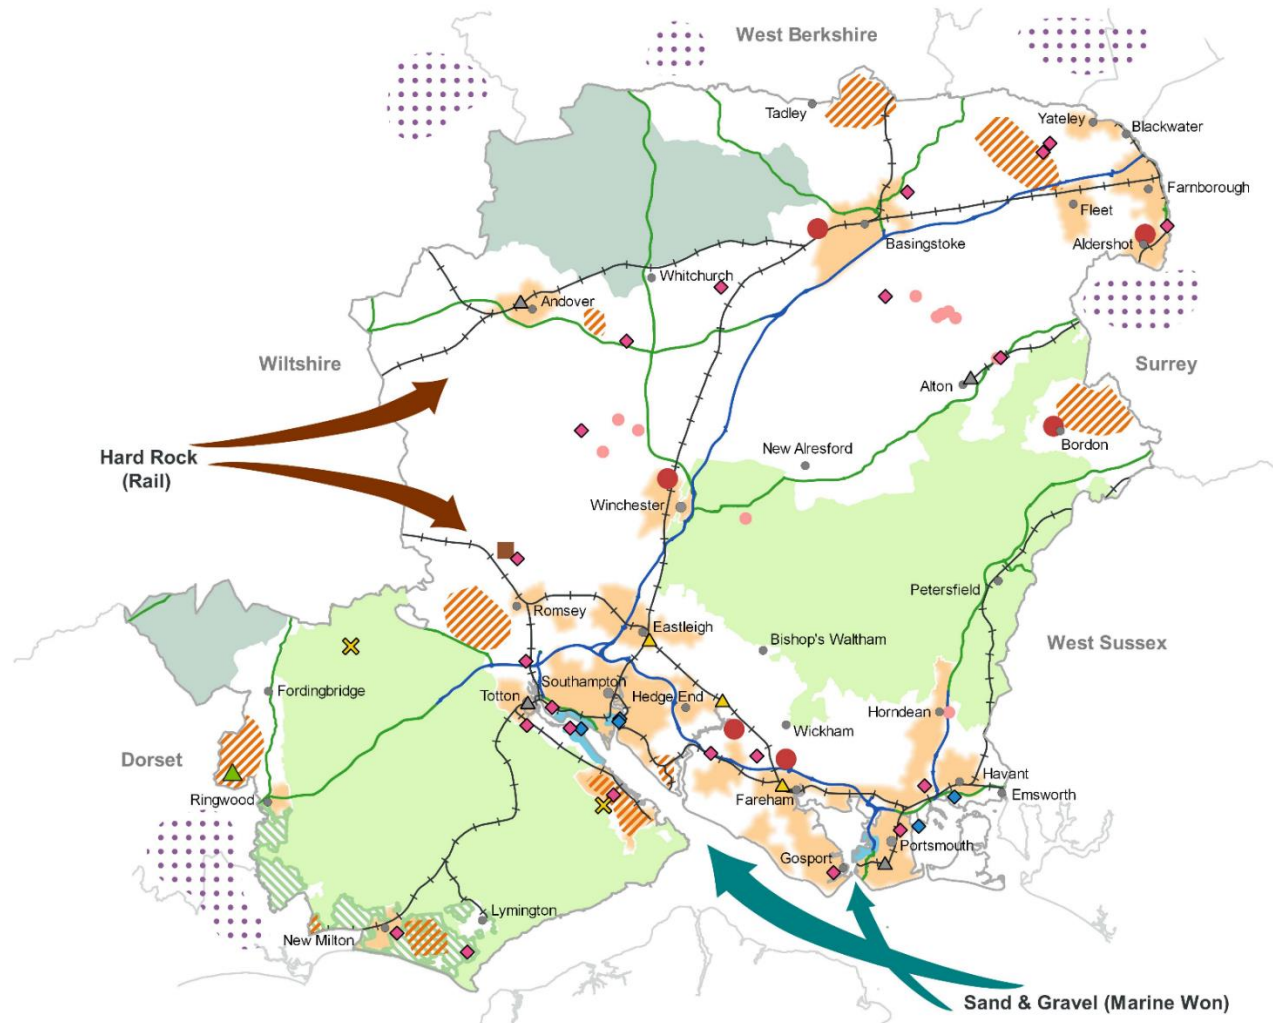 West Berkshire
Tadley
Yateley
Blackwater
Farnborough
Fleet
Basingstoke
Aldershot
Whitchurch
Andover
Wiltshire
Surrey
Alton
Bordon
New Alresford
Hard Rock
(Rail)
Winchester
Petersfield
Romsey
Eastleigh
Bishop's Waltham
West Sussex
Fordingbridge
Totton
Southampton
Hedge End
Horndean
Wickham
Dorset
Havant
Ringwood
Fareham
Emsworth
Portsmouth
Gosport
Lymington
New Milton
Sand & Gravel (Marine Won)